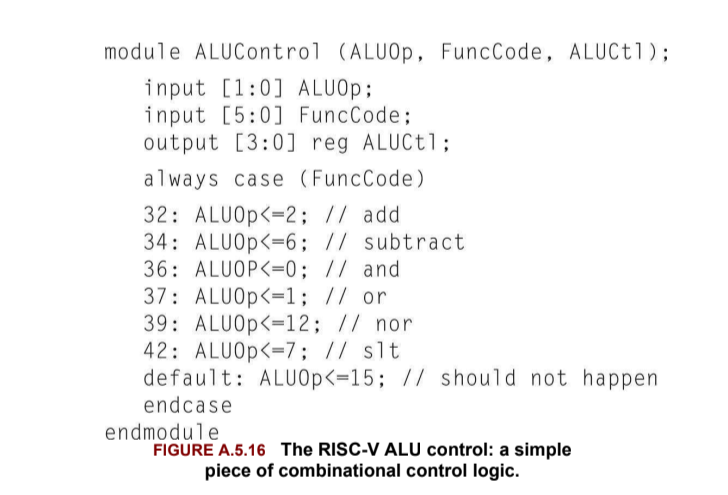 module ALUControl (ALUOp, FuncCode, ALUCtl);
input [1:0] ALUOp;
input [5:0] FuncCode;
output [3:0] reg ALUCtl;
always case (FuncCode)
32: ALUOp<=2; // add
34: ALUOp<=6; // subtract
36: ALUOP<=0; // and
37: ALUOp<=1; // or
39: ALUOp<=12; // nor
42: ALUOp<=7; // slt
default: ALUOp<=15; // should not happen
endcase
endmodule
FIGURE A.5.16 The RISC-V ALU control: a simple
piece of combinational control logic.